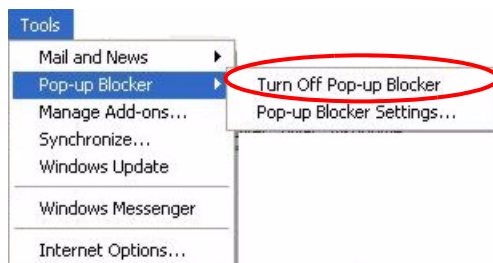 Tools
Mail and News
Pop-up Blocker
Turn Off Pop-up Blocker
Manage Add-ons...
Pop-up Blocker Settings...
Synchronize...
Windows Update
Windows Messenger
Internet Options...